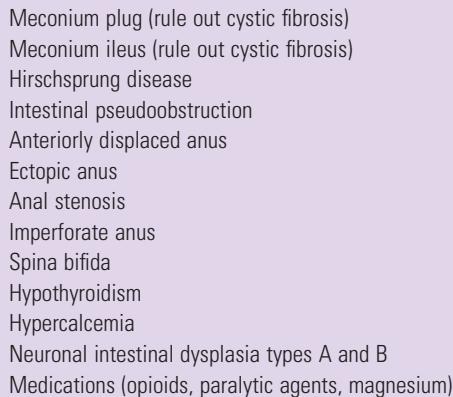 Meconium plug (rule out cystic fibrosis)
Meconium ileus (rule out cystic fibrosis)
Hirschsprung disease
Intestinal pseudoobstruction
Anteriorly displaced anus
Ectopic anus
Anal stenosis
Imperforate anus
Spina bifida
Hypothyroidism
Hypercalcemia
Neuronal intestinal dysplasia types A and B
Medications (opioids, paralytic agents, magnesium)